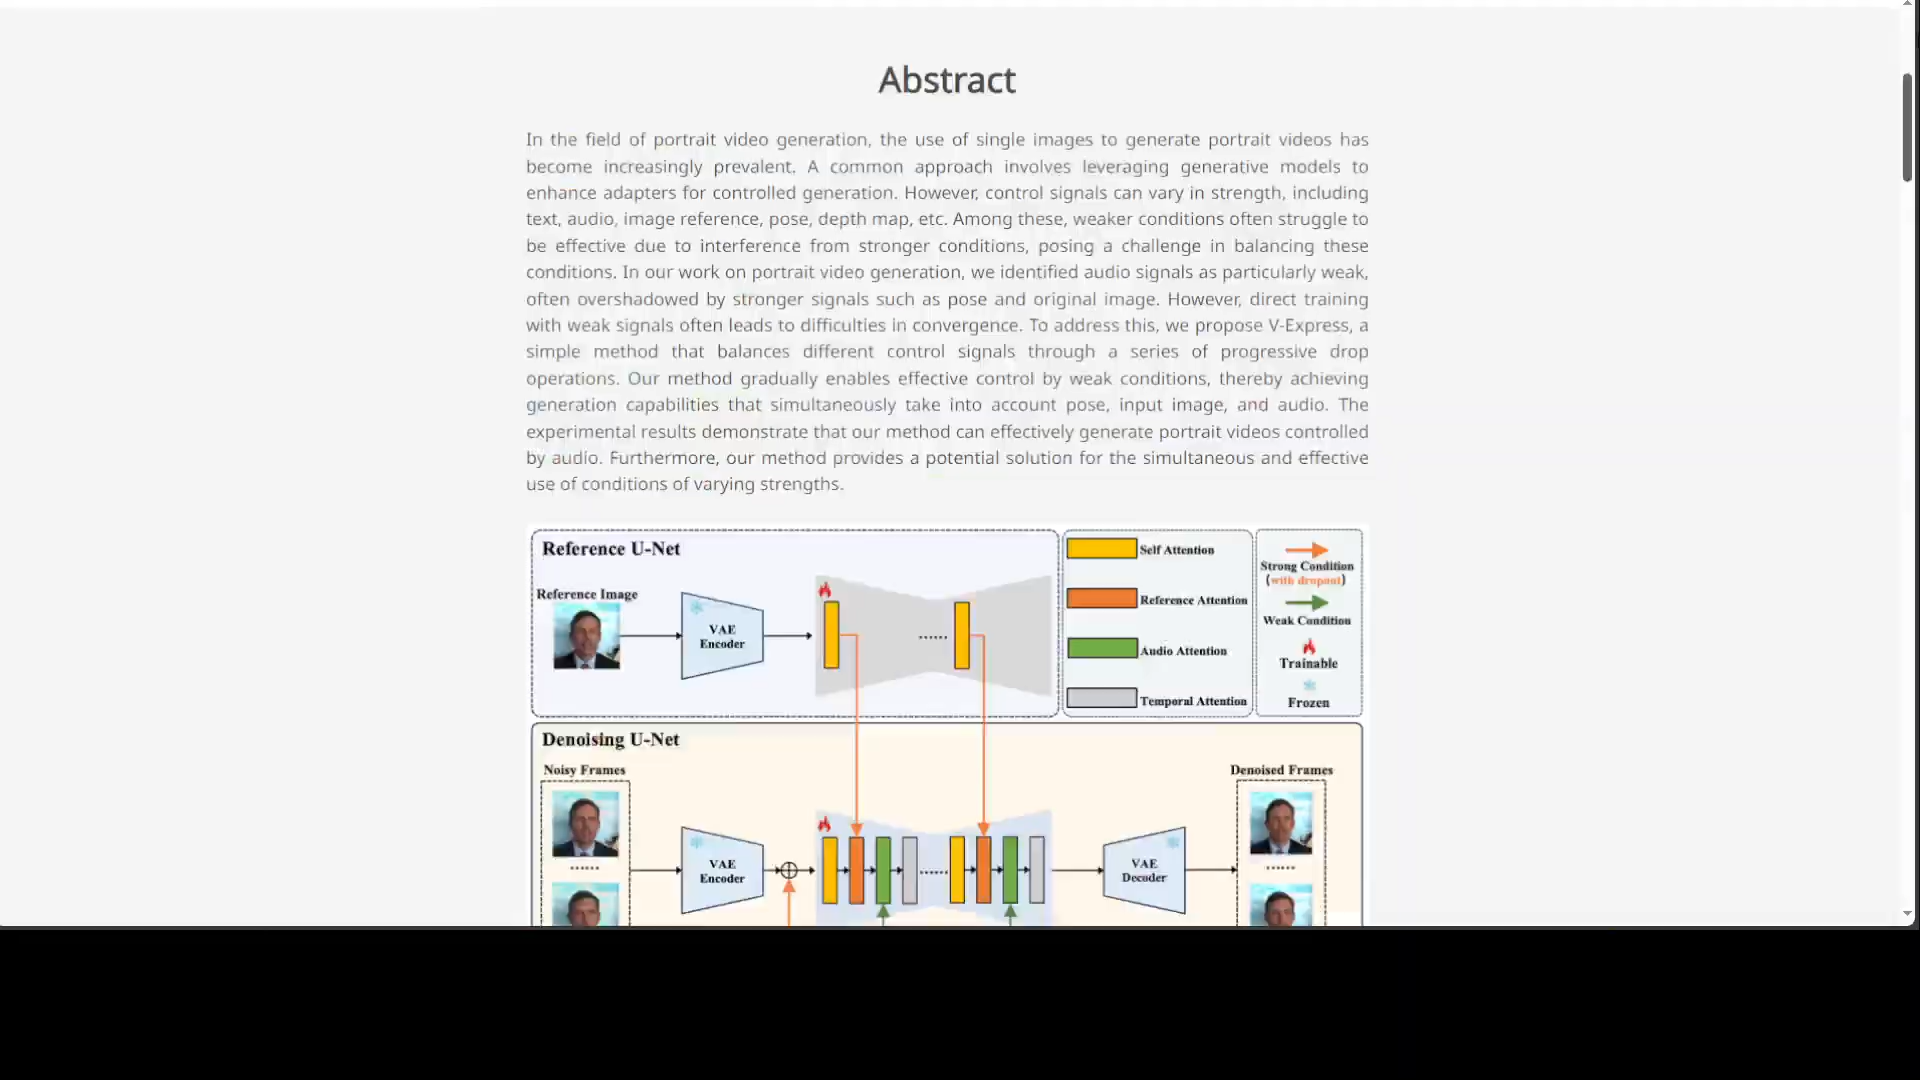 Abstract
In the field of portrait video generation, the use of single images to generate portrait videos has
become increasingly prevalent. A common approach involves leveraging generative models to
enhance adapters for controlled generation. However, control signals can vary in strength, including
text, audio, image reference, pose, depth map, etc. Among these, weaker conditions often struggle to
be effective due to interference from stronger conditions, posing a challenge in balancing these
conditions. In our work on portrait video generation, we identified audio signals as particularly weak,
often overshadowed by stronger signals such as pose and original image. However, direct training
with weak signals often leads to difficulties in convergence. To address this, we propose V-Express, a
simple method that balances different control signals through a series of progressive drop
operations. Our method gradually enables effective control by weak conditions, thereby achieving
generation capabilities that simultaneously take into account pose, input image, and audio. The
experimental results demonstrate that our method can effectively generate portrait videos controlled
by audio. Furthermore, our method provides a potential solution for the simultaneous and effective
use of conditions of varying strengths.
Reference U-Net
Reference Image
VAE
Encoder
......
Self Attention
Reference Attention
Audio Attention
Temporal Attention
Strong Condition
(with dropout)
Weak Condition
Trainable
Frozen
Denoising U-Net
Noisy Frames
......
VAE
Encoder
......
VAE
Decoder
Denoised Frames
......